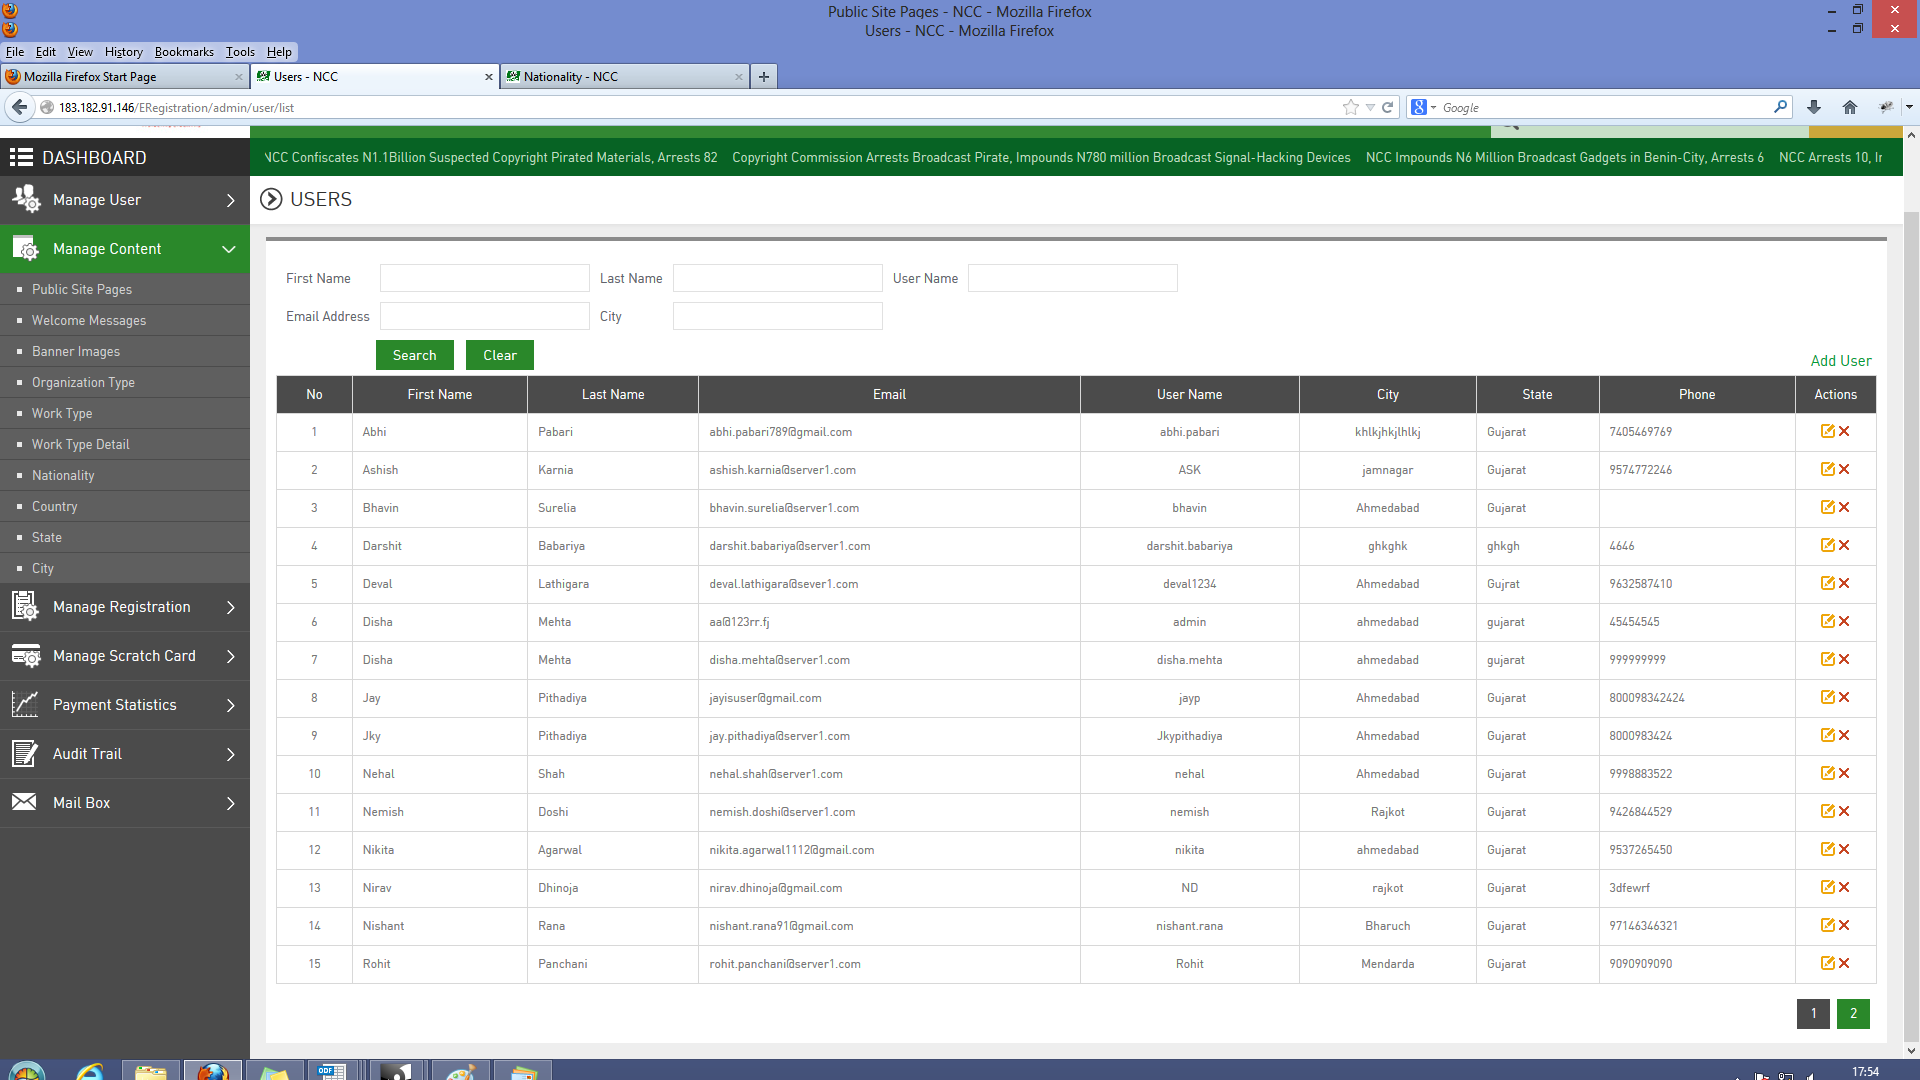 Public Site Pages - NCC - Mozilla Firefox
Users - NCC - Mozilla Firefox
File Edit View History Bookmarks Tools Help
Mozilla Firefox Start Page
Users - NCC
Nationality - NCC
183.182.91.146/ERegistration/admin/user/list
Google
DASHBOARD
NCC Confiscates N1.1Billion Suspected Copyright Pirated Materials, Arrests 82 Copyright Commission Arrests Broadcast Pirate, Impounds N780 million Broadcast Signal-Hacking Devices NCC Impounds N6 Million Broadcast Gadgets in Benin-City, Arrests 6 NCC Arrests 10,
Manage User
Manage Content
Public Site Pages
Welcome Messages
Banner Images
Organization Type
Work Type
Work Type Detail
Nationality
Country
State
City
Manage Registration
Manage Scratch Card
Payment Statistics
Audit Trail
Mail Box
USERS
First Name Last Name User Name
Email Address City
Search Clear
Add User
No First Name Last Name Email User Name City State Phone Actions
1 Abhi Pabari abhi.pabari789@gmail.com abhi.pabari khlkjhkjlhlkj Gujarat 7405469769
2 Ashish Karnia ashish.karnia@server1.com ASK jamnagar Gujarat 9574772246
3 Bhavin Surelia bhavin.surelia@server1.com bhavin Ahmedabad Gujarat
4 Darshit Babariya darshit.babariya@server1.com darshit.babariya ghkghk ghkgh 4646
5 Deval Lathigara deval.lathigara@sever1.com deval1234 Ahmedabad Gujrat 9632587410
6 Disha Mehta aa@123rr.fj admin ahmedabad gujarat 45454545
7 Disha Mehta disha.mehta@server1.com disha.mehta ahmedabad gujarat 999999999
8 Jay Pithadiya jayisuser@gmail.com jayp Ahmedabad Gujarat 800098342424
9 Jky Pithadiya jay.pithadiya@server1.com Jkypithadiya Ahmedabad Gujarat 8000983424
10 Nehal Shah nehal.shah@server1.com nehal Ahmedabad Gujarat 9998883522
11 Nemish Doshi nemish.doshi@server1.com nemish Rajkot Gujarat 9426844529
12 Nikita Agarwal nikita.agarwal1112@gmail.com nikita ahmedabad Gujarat 9537265450
13 Nirav Dhinoja nirav.dhinoja@gmail.com ND rajkot Gujarat 3dfewrf
14 Nishant Rana nishant.rana91@gmail.com nishant.rana Bharuch Gujarat 97146346321
15 Rohit Panchani rohit.panchani@server1.com Rohit Mendarda Gujarat 9090909090
1 2
ODF
17:54